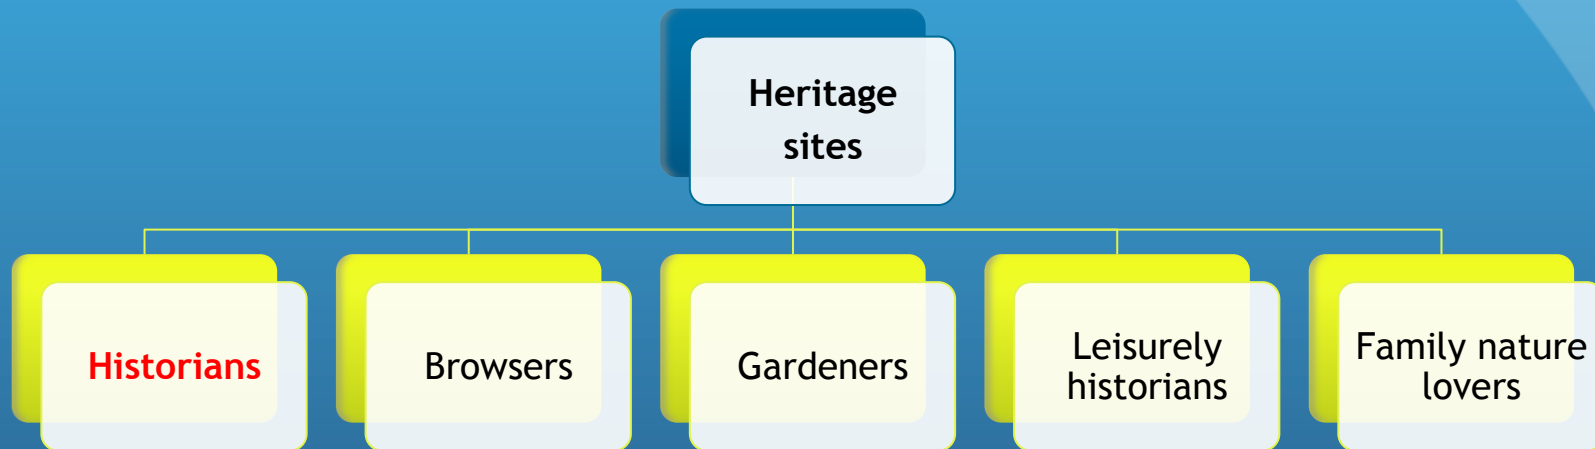 Heritage
sites
Historians
Browsers
Gardeners
Leisurely
historians
Family nature
lovers